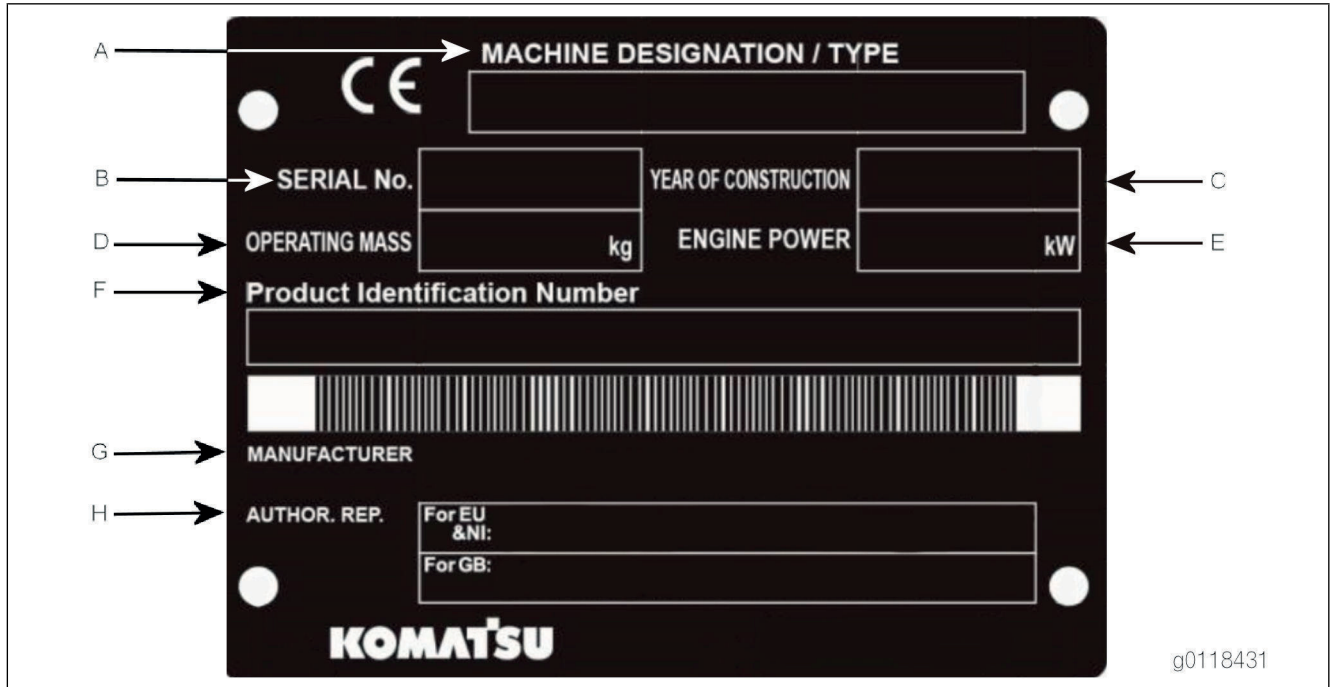 A MACHINE DESIGNATION / TYPE
CE
B SERIAL No. YEAR OF CONSTRUCTION C
D OPERATING MASS kg ENGINE POWER kW E
F Product Identification Number
G MANUFACTURER
H AUTHOR. REP. For EU
&NI:
For GB:
KOMATSU
g0118431